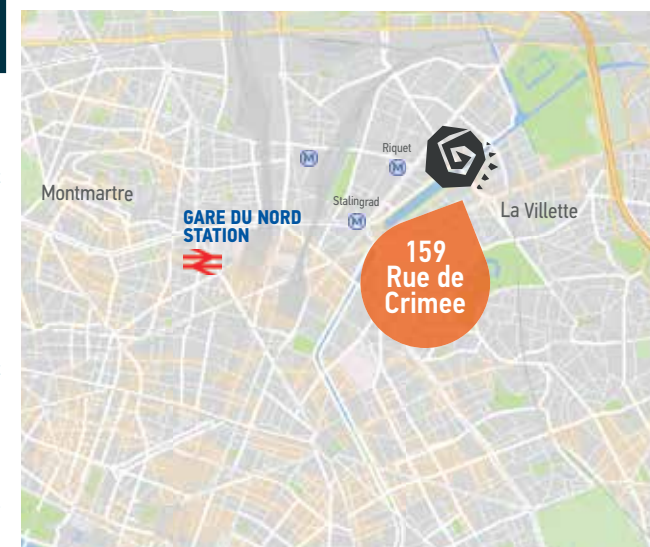 Riquet
Montmartre
Stalingrad
La Villette
GARE DU NORD
STATION
159
Rue de
Crimee
M
M
M